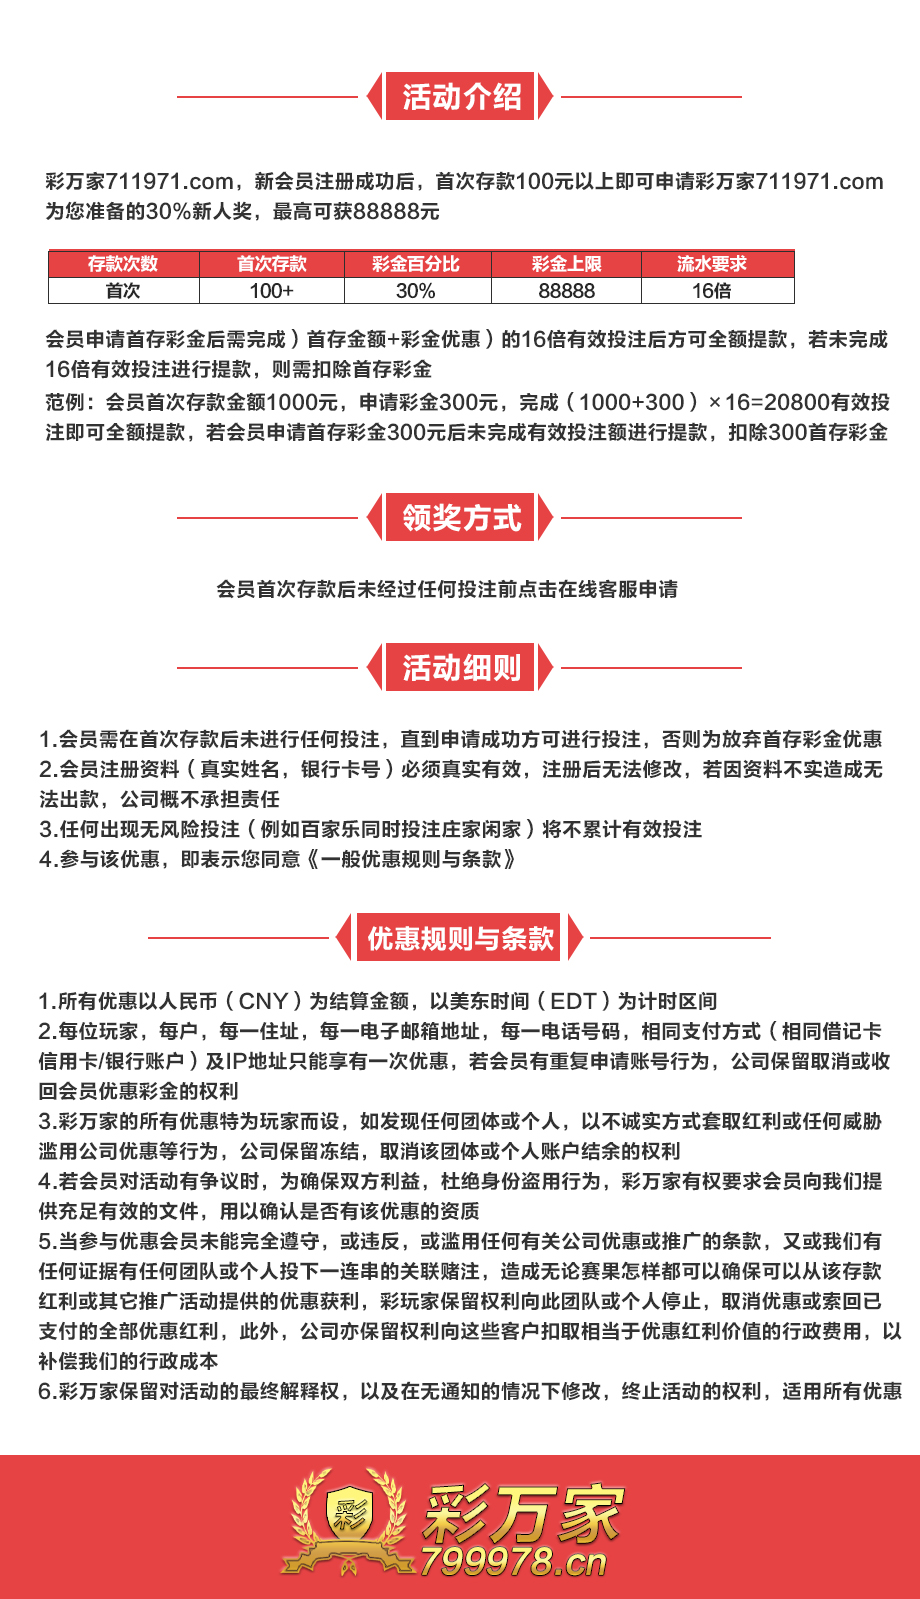 活动介绍
彩万家711971.com，新会员注册成功后，首次存款100元以上即可申请彩万家711971.com
为您准备的30%新人奖，最高可获88888元
存款次数 首次存款 彩金百分比 彩金上限 流水要求
首次 100+ 30% 88888 16倍
会员申请首存彩金后需完成）首存金额+彩金优惠）的16倍有效投注后方可全额提款，若未完成
16倍有效投注进行提款，则需扣除首存彩金
范例：会员首次存款金额1000元，申请彩金300元，完成（1000+300）×16=20800有效投
注即可全额提款，若会员申请首存彩金300元后未完成有效投注额进行提款，扣除300首存彩金
领奖方式
会员首次存款后未经过任何投注前点击在线客服申请
活动细则
1.会员需在首次存款后未进行任何投注，直到申请成功方可进行投注，否则为放弃首存彩金优惠
2.会员注册资料（真实姓名，银行卡号）必须真实有效，注册后无法修改，若因资料不实造成无
法出款，公司概不承担责任
3.任何出现无风险投注（例如百家乐同时投注庄家闲家）将不累计有效投注
4.参与该优惠，即表示您同意《一般优惠规则与条款》
优惠规则与条款
1.所有优惠以人民币（CNY）为结算金额，以美东时间（EDT）为计时区间
2.每位玩家，每户，每一住址，每一电子邮箱地址，每一电话号码，相同支付方式（相同借记卡
信用卡/银行账户）及IP地址只能享有一次优惠，若会员有重复申请账号行为，公司保留取消或收
回会员优惠彩金的权利
3.彩万家的所有优惠特为玩家而设，如发现任何团体或个人，以不诚实方式套取红利或任何威胁
滥用公司优惠等行为，公司保留冻结，取消该团体或个人账户结余的权利
4.若会员对活动有争议时，为确保双方利益，杜绝身份盗用行为，彩万家有权要求会员向我们提
供充足有效的文件，用以确认是否有该优惠的资质
5.当参与优惠会员未能完全遵守，或违反，或滥用任何有关公司优惠或推广的条款，又或我们有
任何证据有任何团队或个人投下一连串的关联赌注，造成无论赛果怎样都可以确保可以从该存款
红利或其它推广活动提供的优惠获利，彩玩家保留权利向此团队或个人停止，取消优惠或索回已
支付的全部优惠红利，此外，公司亦保留权利向这些客户扣取相当于优惠红利价值的行政费用，以
补偿我们的行政成本
6.彩万家保留对活动的最终解释权，以及在无通知的情况下修改，终止活动的权利，适用所有优惠
彩
彩万家
799978.cn